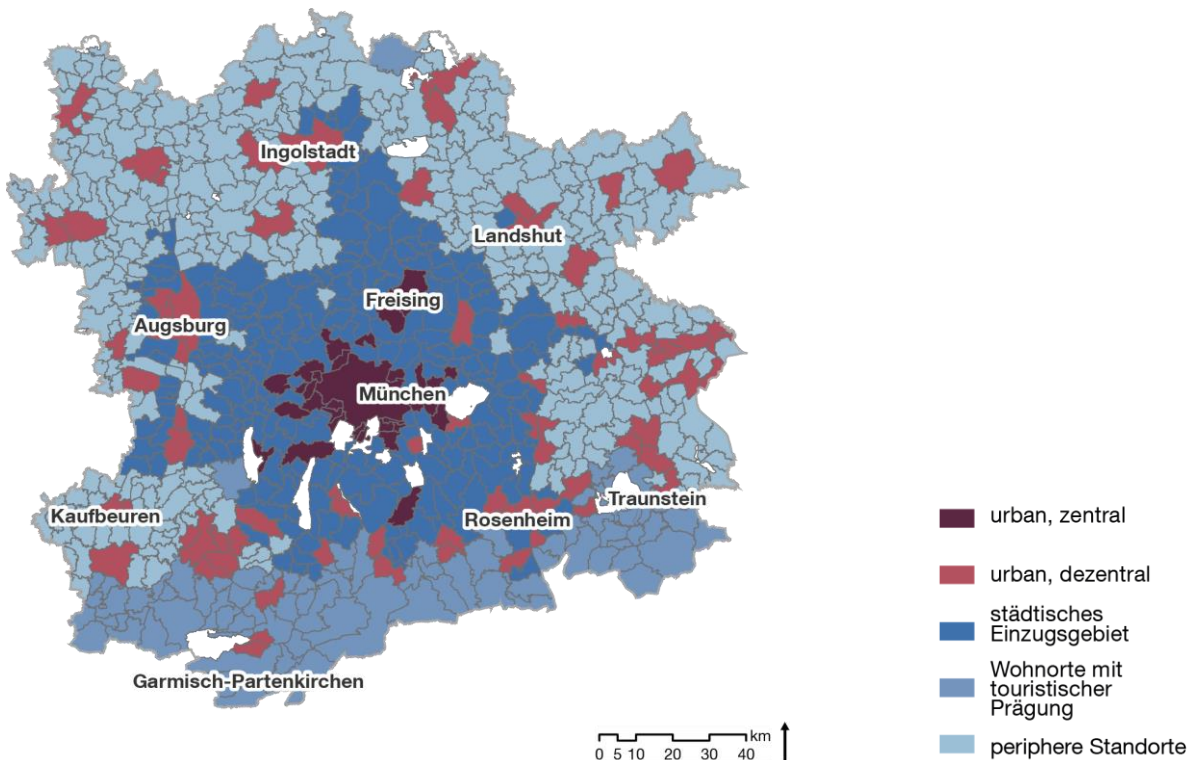 Ingolstadt
Landshut
Freising
Augsburg
München
Traunstein
Kaufbeuren
Rosenheim
Garmisch-Partenkirchen
urban, zentral
urban, dezentral
städtisches
Einzugsgebiet
Wohnorte mit
touristischer
Prägung
periphere Standorte
km
0 5 10 20 30 40